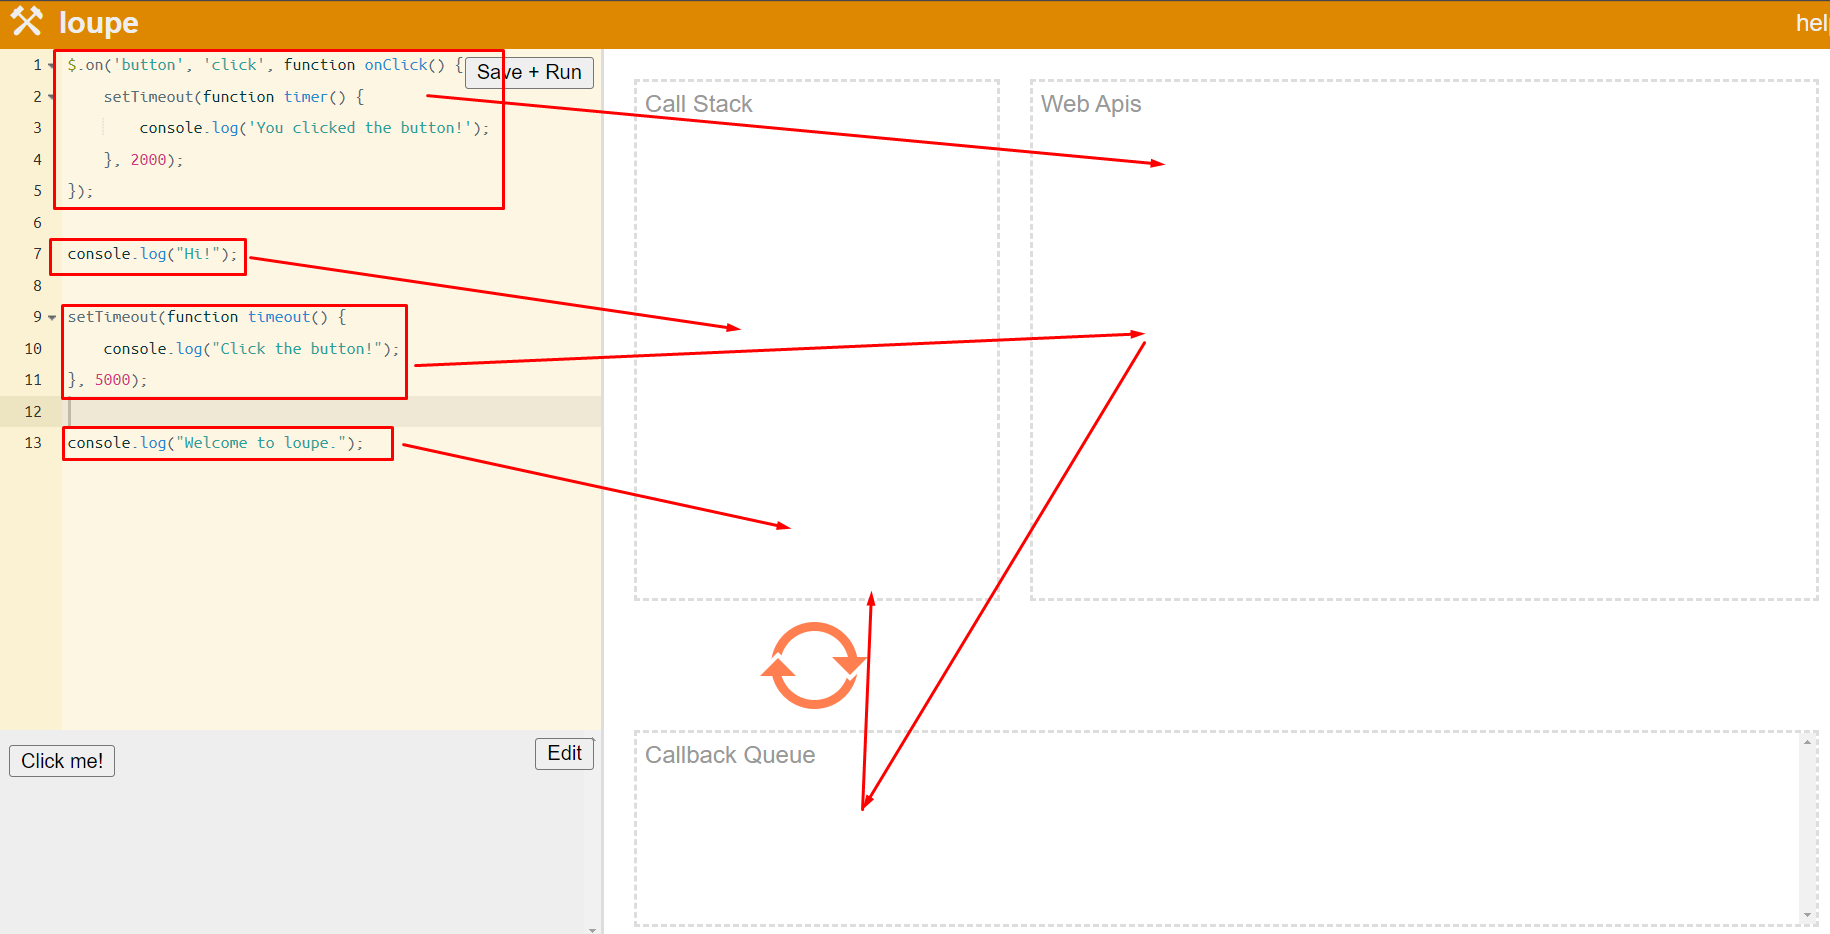 loupe
hel
1 $.on('button', 'click', function onClick() {
Save + Run
2 setTimeout(function timer() {
3 console.log('You clicked the button!');
4 }, 2000);
5 });
6
7 console.log("Hi!");
8
9 setTimeout(function timeout() {
10 console.log("Click the button!");
11 }, 5000);
12
13 console.log("Welcome to loupe.");
Click me!
Edit
Call Stack
Web Apis
Callback Queue